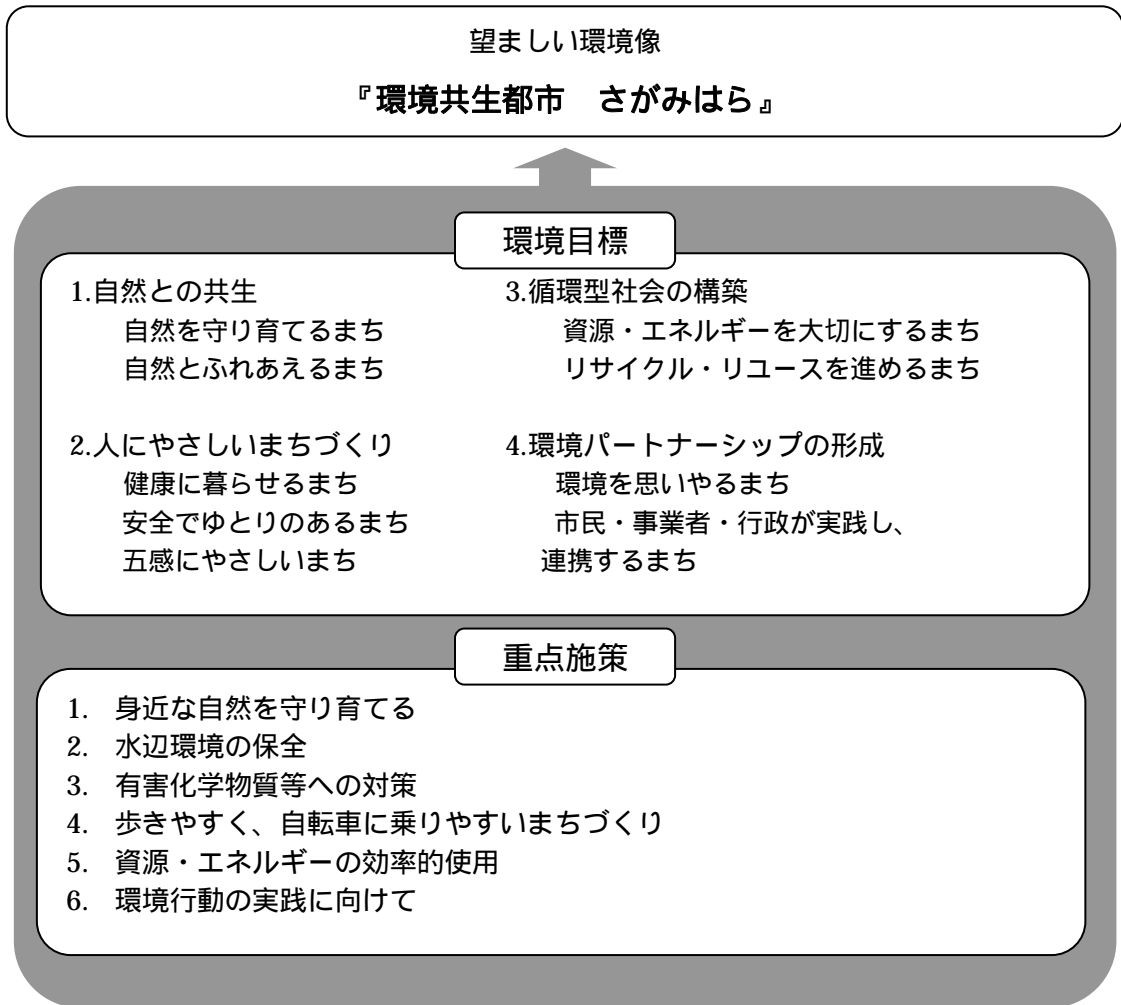 望ましい環境像
『環境共生都市　さがみはら』
環境目標
1.自然との共生
自然を守り育てるまち
自然とふれあえるまち
2.人にやさしいまちづくり
健康に暮らせるまち
安全でゆとりのあるまち
五感にやさしいまち
3.循環型社会の構築
資源・エネルギーを大切にするまち
リサイクル・リユースを進めるまち
4.環境パートナーシップの形成
環境を思いやるまち
市民・事業者・行政が実践し、
連携するまち
重点施策
1. 身近な自然を守り育てる
2. 水辺環境の保全
3. 有害化学物質等への対策
4. 歩きやすく、自転車に乗りやすいまちづくり
5. 資源・エネルギーの効率的使用
6. 環境行動の実践に向けて